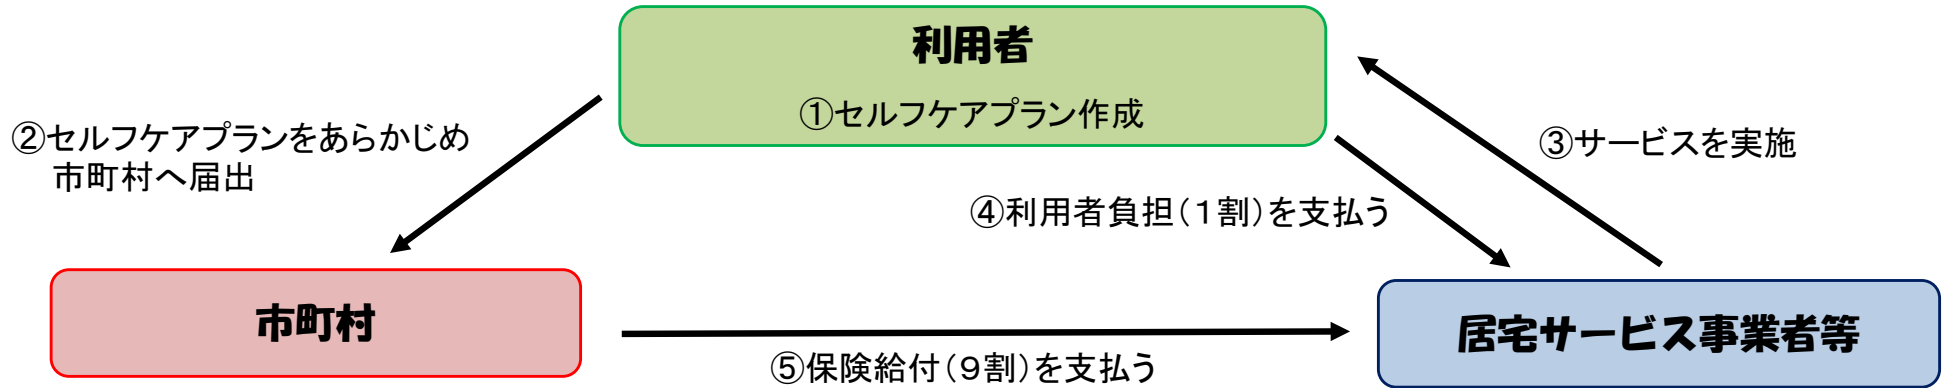 利用者
①セルフケアプラン作成
②セルフケアプランをあらかじめ
市町村へ届出
③サービスを実施
④利用者負担(1割)を支払う
市町村
居宅サービス事業者等
⑤保険給付(9割)を支払う